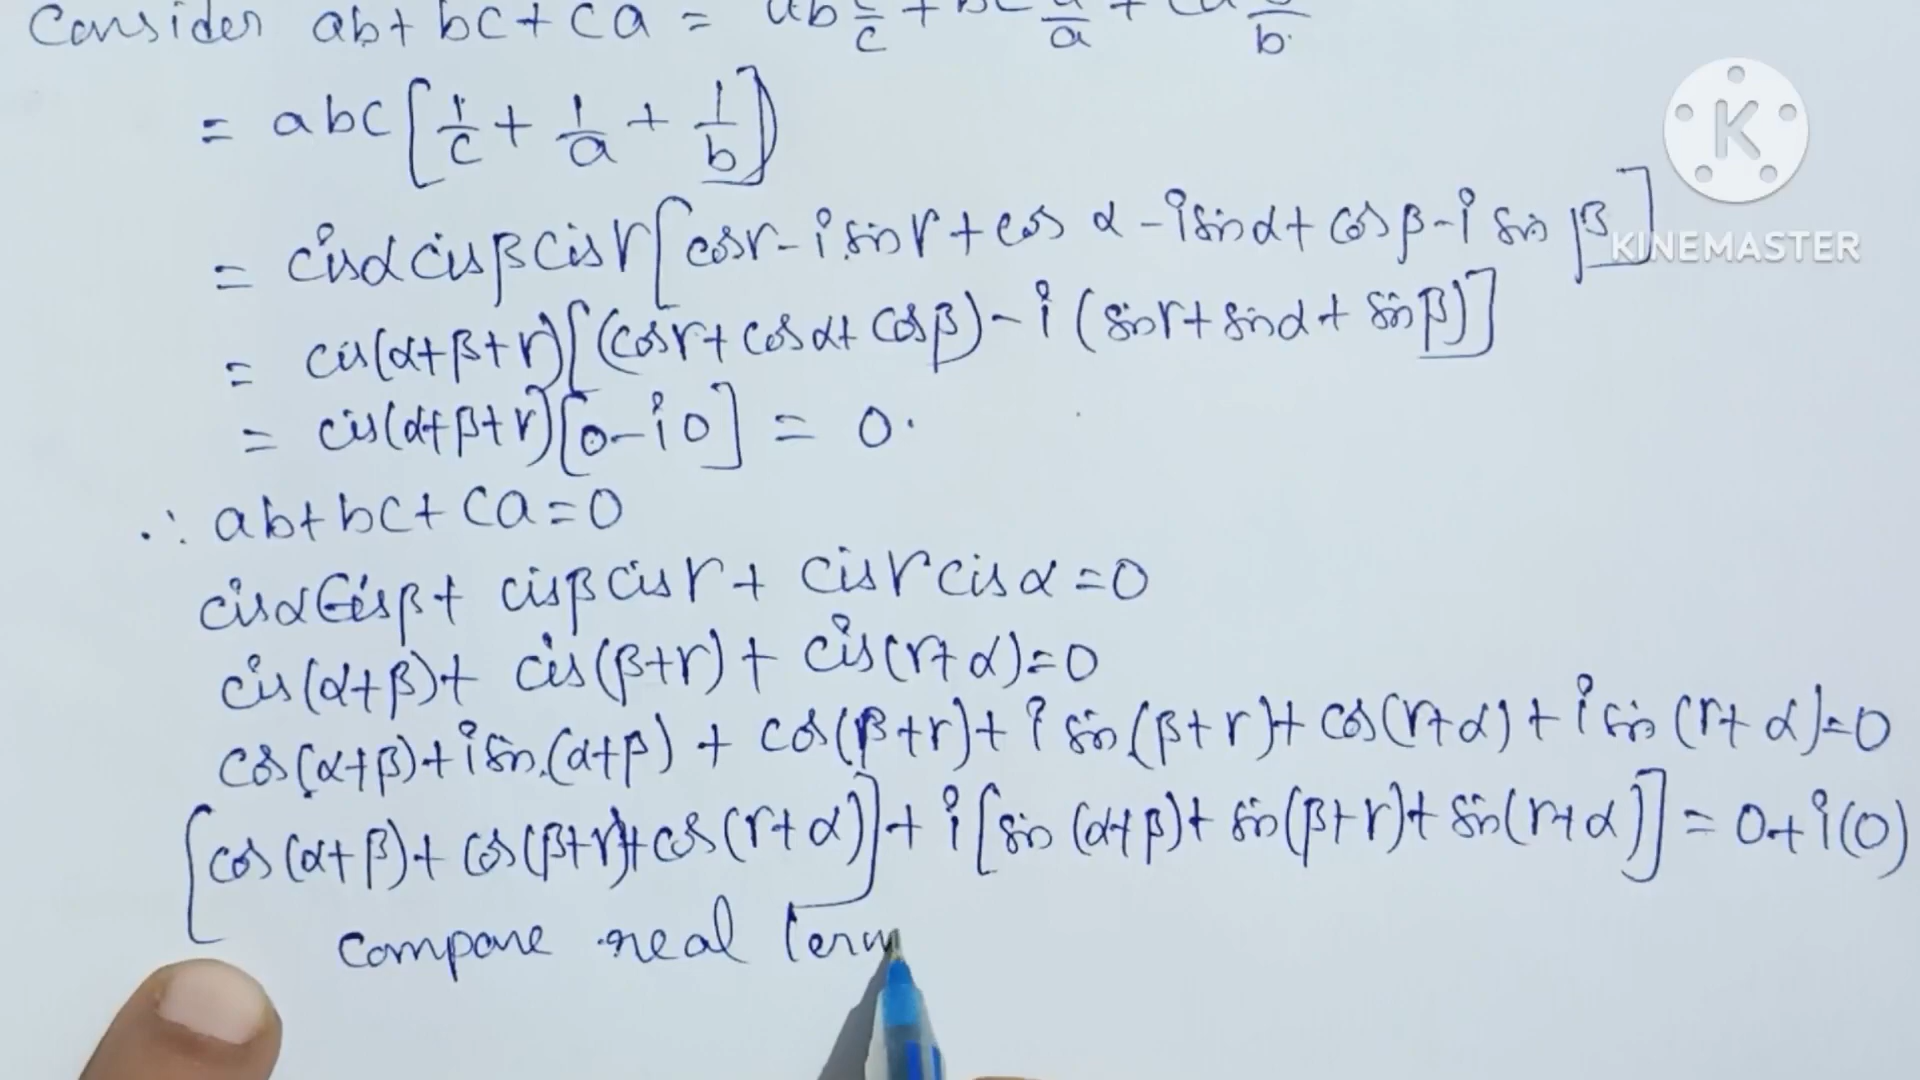 Consider ab + bc + ca = ab c/c + bc a/a + ca b/b.
= abc [1/c + 1/a + 1/b]
= cisα cisβ cisr [cosr - i sinr + cos α - i sinα + cos β - i sin β]
= cis(α+β+r) [(cosr + cosα + cosβ) - i (sinr + sinα + sinβ)]
= cis(α+β+r) [0 - i0] = 0.
∴ ab + bc + ca = 0
cisα cisβ + cisβ cisr + cisr cisα = 0
cis(α+β) + cis(β+r) + cis(r+α) = 0
cos(α+β) + i sin(α+β) + cos(β+r) + i sin(β+r) + cos(r+α) + i sin(r+α) = 0
[cos(α+β) + cos(β+r) + cos(r+α)] + i [sin(α+β) + sin(β+r) + sin(r+α)] = 0 + i(0)
Compare real term
K
KINEMASTER